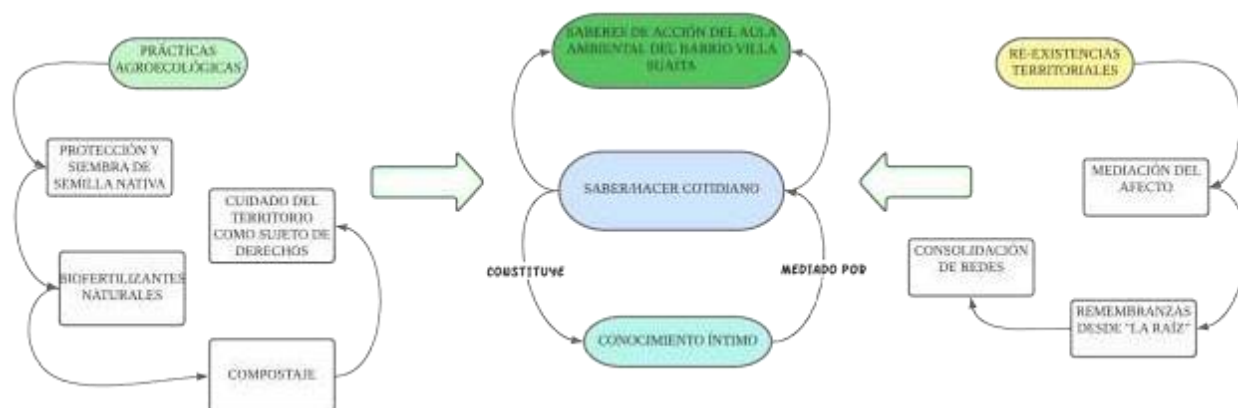 PRÁCTICAS
AGROECOLÓGICAS
PROTECCIÓN Y
SIEMBRA DE
SEMILLA NATIVA
BIOFERTILIZANTES
NATURALES
COMPOSTAJE
CUIDADO DEL
TERRITORIO
COMO SUJETO DE
DERECHOS
SABERES DE ACCIÓN DEL AULA
AMBIENTAL DEL BARRIO VILLA
SUAITA
SABER/HACER COTIDIANO
CONSTITUYE
MEDIADO POR
CONOCIMIENTO ÍNTIMO
RE-EXISTENCIAS
TERRITORIALES
MEDIACIÓN DEL
AFECTO
REMEMBRANZAS
DESDE "LA RAÍZ"
CONSOLIDACIÓN
DE REDES